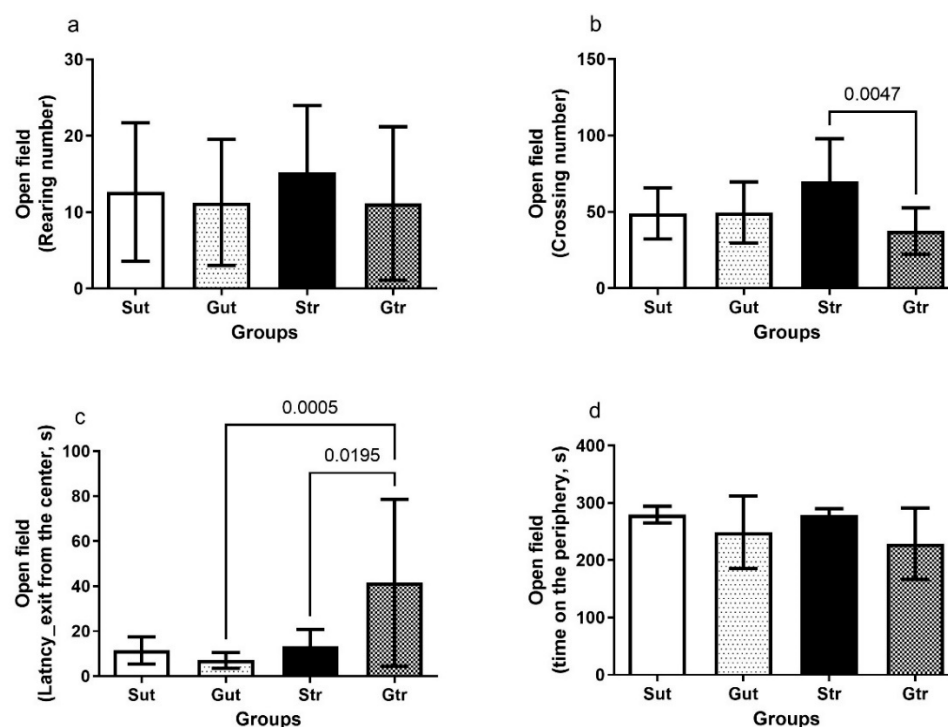 a
Open field
(Rearing number)
30
20
10
0
Sut Gut Str Gtr
Groups
b
Open field
(Crossing number)
150
100
50
0
0.0047
Sut Gut Str Gtr
Groups
c
Open field
(Latncy_exit from the center, s)
100
80
60
40
20
0
0.0005
0.0195
Sut Gut Str Gtr
Groups
d
Open field
(time on the periphery, s)
400
300
200
100
0
Sut Gut Str Gtr
Groups